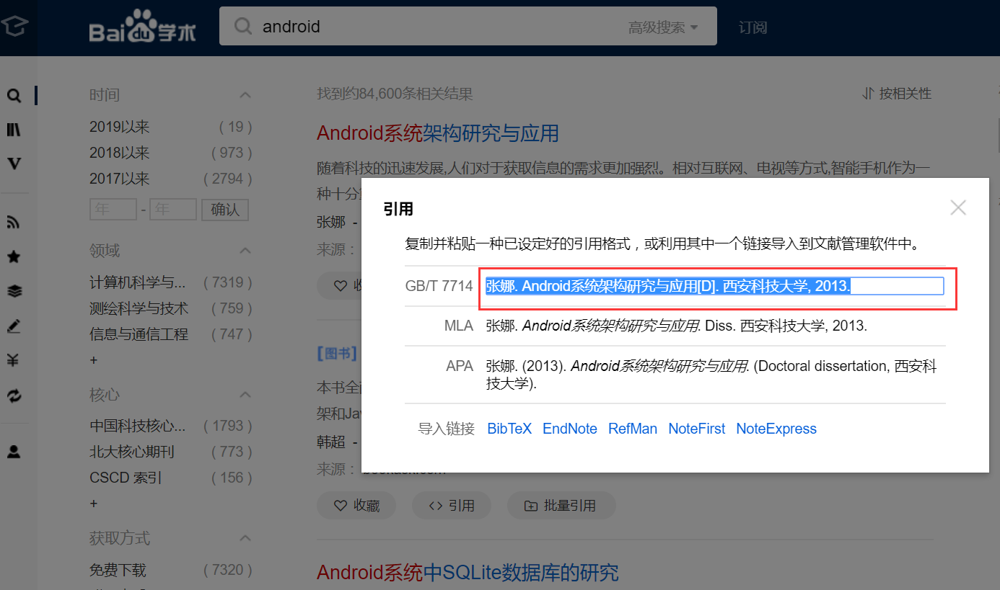 Bai du 学术
android
高级搜索
订阅
时间
2019以来 ( 19 )
2018以来 ( 973 )
2017以来 ( 2794 )
年 - 年 确认
领域
计算机科学与... ( 7319 )
测绘科学与技术 ( 759 )
信息与通信工程 ( 747 )
+
核心
中国科技核心... ( 1793 )
北大核心期刊 ( 773 )
CSCD 索引 ( 156 )
+
获取方式
免费下载 ( 7320 )
找到约84,600条相关结果
按相关性
Android系统架构研究与应用
随着科技的迅速发展,人们对于获取信息的需求更加强烈。相对互联网、电视等方式,智能手机作为一
种十分
张娜 -
来源：
[图书]
本书全
架和Jav
韩超 -
来源：
收藏
引用
批量引用
Android系统中SQLite数据库的研究
引用
复制并粘贴一种已设定好的引用格式，或利用其中一个链接导入到文献管理软件中。
GB/T 7714 张娜. Android系统架构研究与应用[D]. 西安科技大学, 2013.
MLA 张娜. Android系统架构研究与应用. Diss. 西安科技大学, 2013.
APA 张娜. (2013). Android系统架构研究与应用. (Doctoral dissertation, 西安科
技大学).
导入链接 BibTeX EndNote RefMan NoteFirst NoteExpress